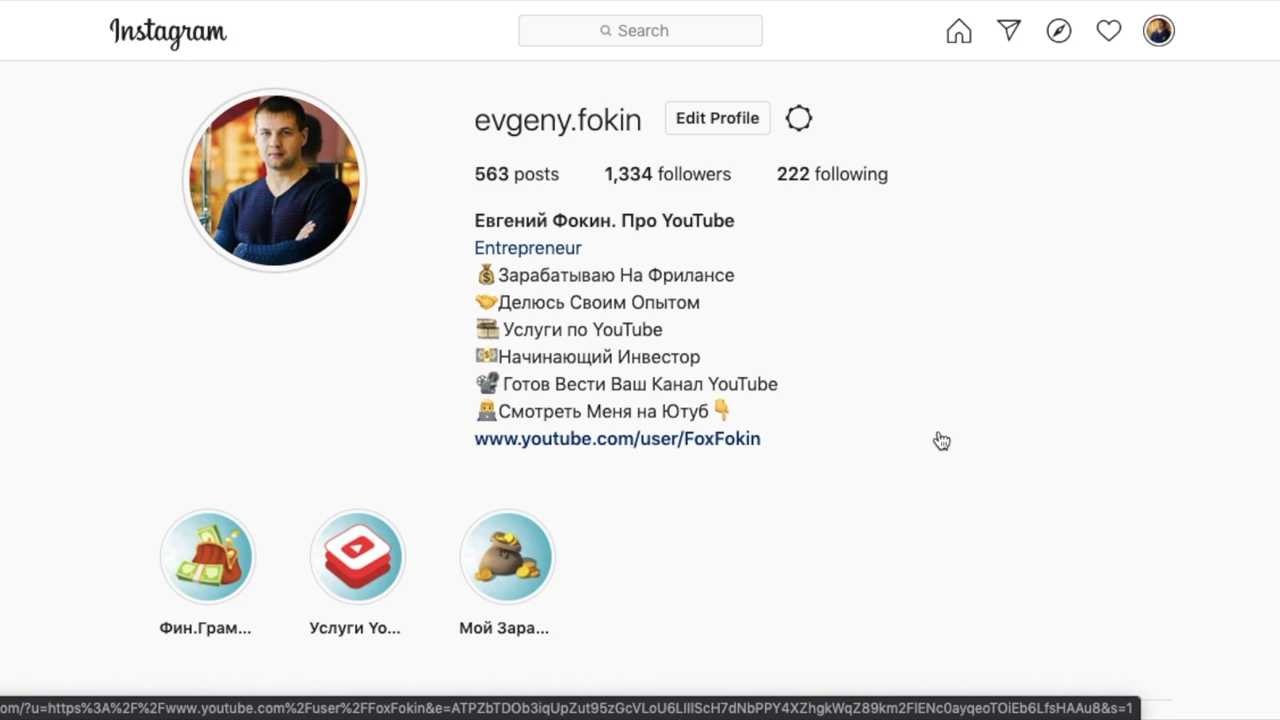 Instagram
Search
evgeny.fokin Edit Profile
563 posts 1,334 followers 222 following
Евгений Фокин. Про YouTube
Entrepreneur
💰Зарабатываю На Фрилансе
🤝Делюсь Своим Опытом
Услуги по YouTube
💵Начинающий Инвестор
📽 Готов Вести Ваш Канал YouTube
👨‍💻Смотреть Меня на Ютуб 👇
www.youtube.com/user/FoxFokin
Фин.Грам... Услуги Yo... Мой Зара...
om/?u=https%3A%2F%2Fwww.youtube.com%2Fuser%2FFoxFokin&e=